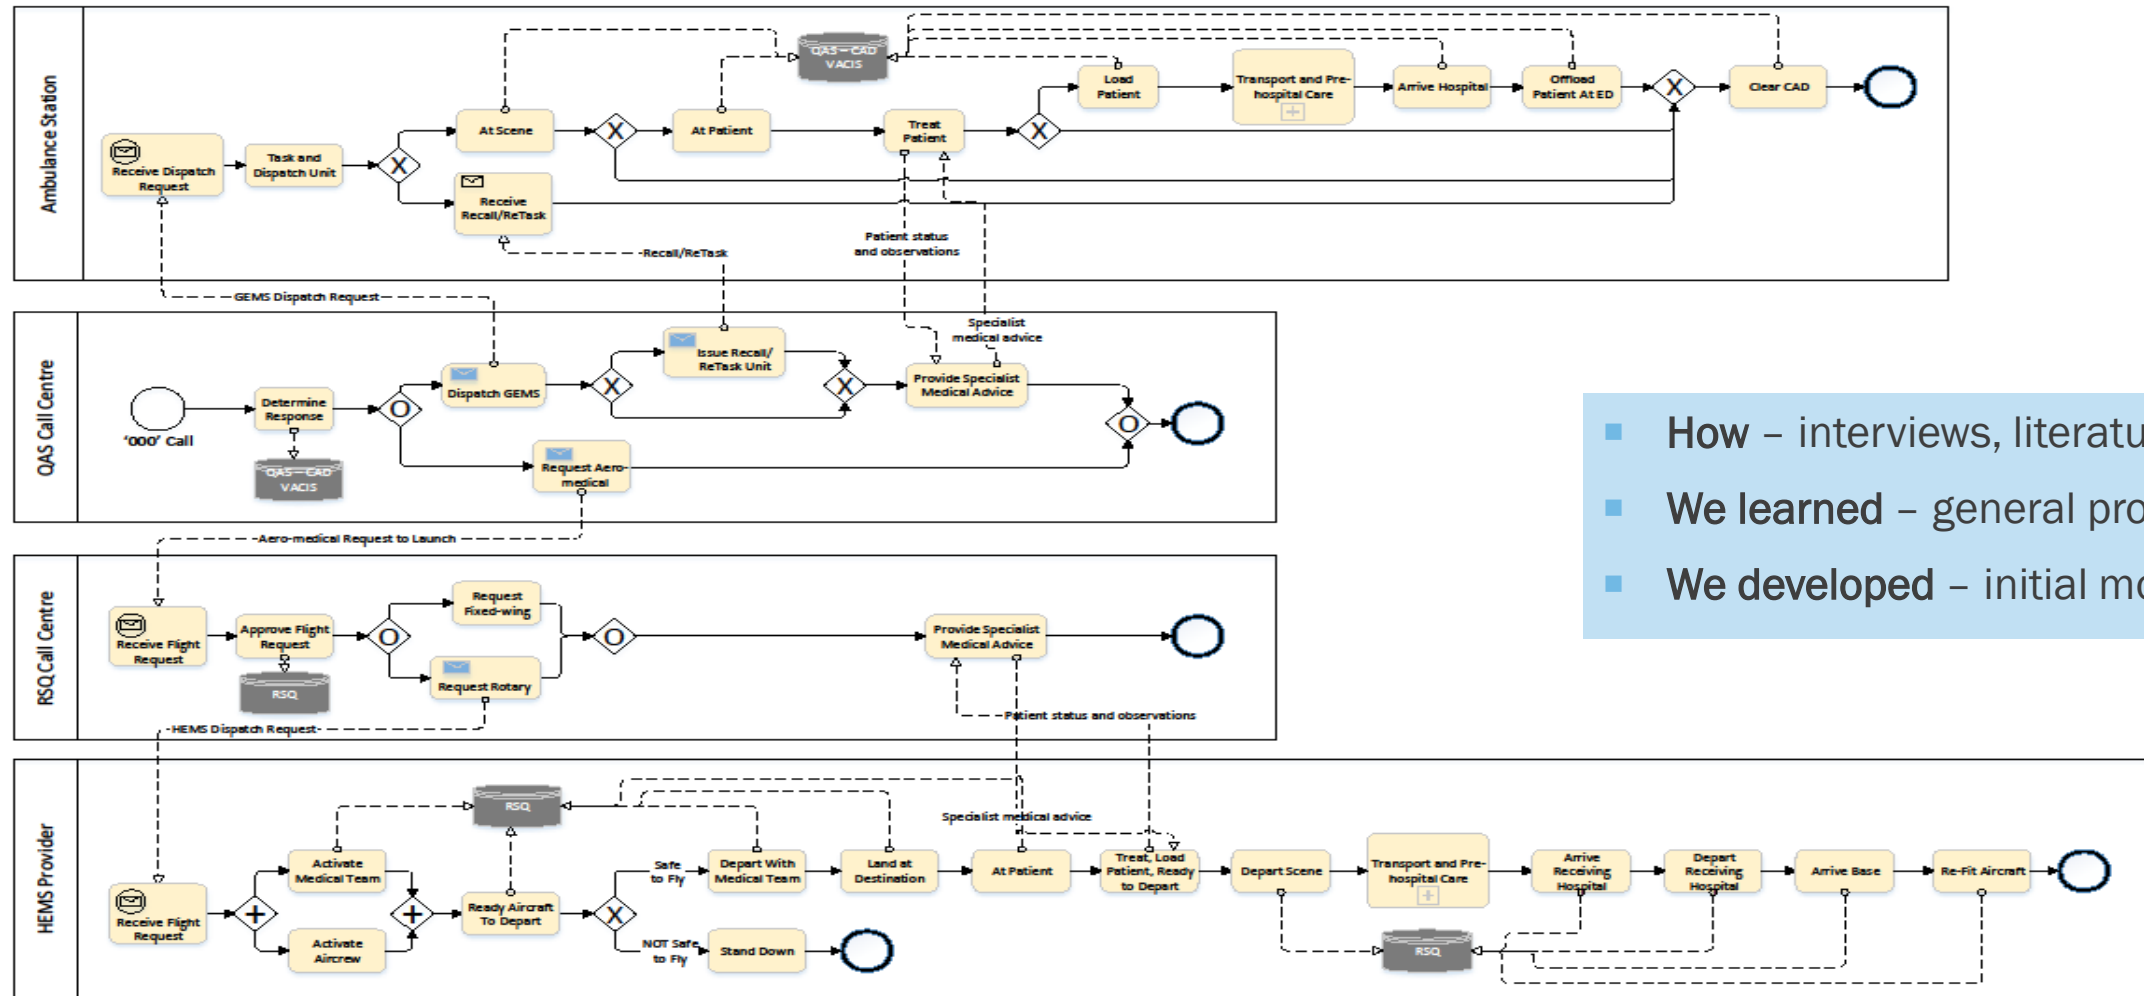 Ambulance Station
Receive Dispatch
Request
Task and
Dispatch Unit
X
At Scene
Receive
Recall/ReTask
X
At Patient
QAS – CAD
VACIS
Treat
Patient
X
Load
Patient
Transport and Pre-
hospital Care
Arrive Hospital
Offload
Patient At ED
X
Clear CAD
Patient status
and observations
Recall/ReTask
GEMS Dispatch Request
QAS Call Centre
'000' Call
Determine
Response
QAS – CAD
VACIS
O
Dispatch GEMS
Request Aero-
medical
X
Issue Recall/
ReTask Unit
X
Specialist
medical advice
Provide Specialist
Medical Advice
O
Aero-medical Request to Launch
How – interviews,
We learned – general
We developed – initial
RSQ Call Centre
Receive Flight
Request
Approve Flight
Request
RSQ
O
Request
Fixed-wing
Request Rotary
O
Provide Specialist
Medical Advice
Patient status and observations
HEMS Dispatch Request
HEMS Provider
Receive Flight
Request
Activate
Medical Team
Activate
Aircrew
RSQ
Ready Aircraft
To Depart
X
Safe
to Fly
NOT Safe
to Fly
Depart With
Medical Team
Stand Down
Land at
Destination
Specialist medical advice
At Patient
Treat, Load
Patient, Ready
to Depart
Depart Scene
Transport and Pre-
hospital Care
Arrive
Receiving
Hospital
Depart
Receiving
Hospital
Arrive Base
Re-Fit Aircraft
RSQ